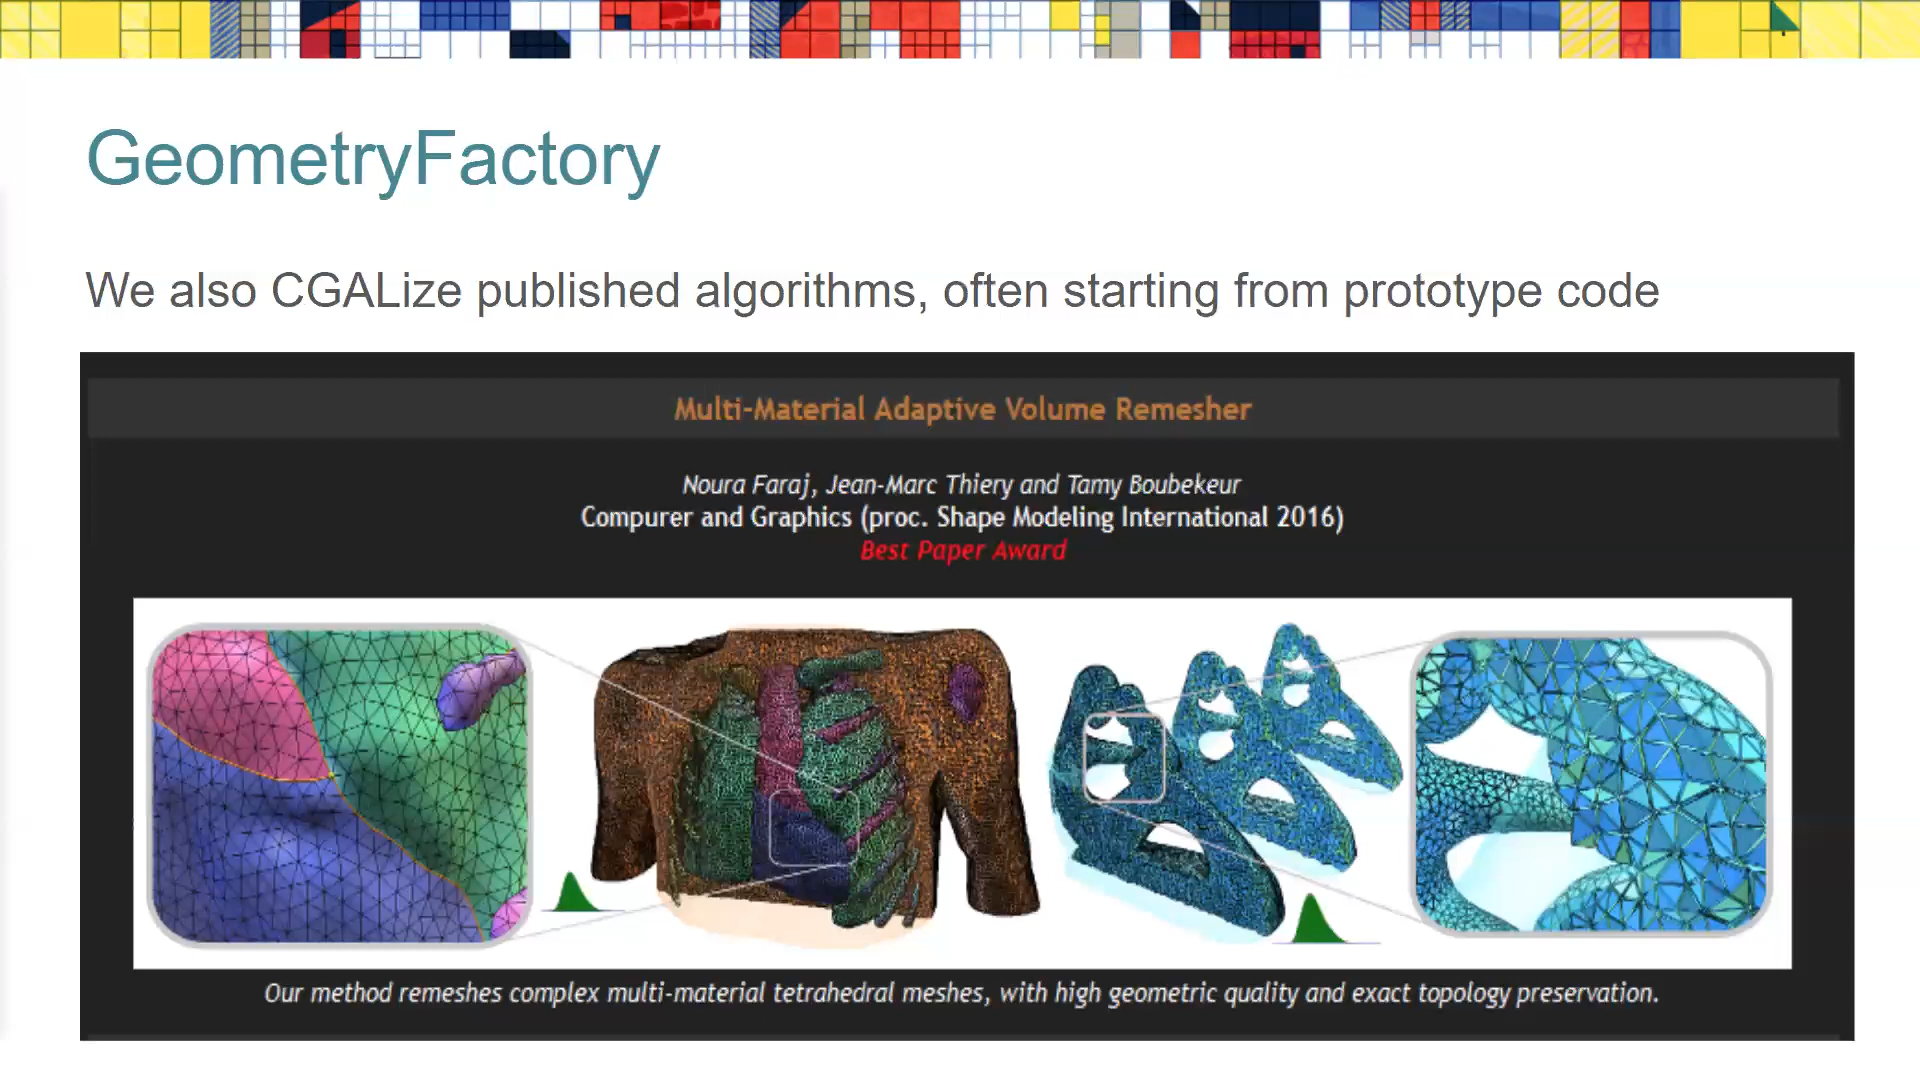 GeometryFactory
We also CGALize published algorithms, often starting from prototype code
Multi-Material Adaptive Volume Remesher
Noura Faraj, Jean-Marc Thiery and Tamy Boubekeur
Compurer and Graphics (proc. Shape Modeling International 2016)
Best Paper Award
Our method remeshes complex multi-material tetrahedral meshes, with high geometric quality and exact topology preservation.